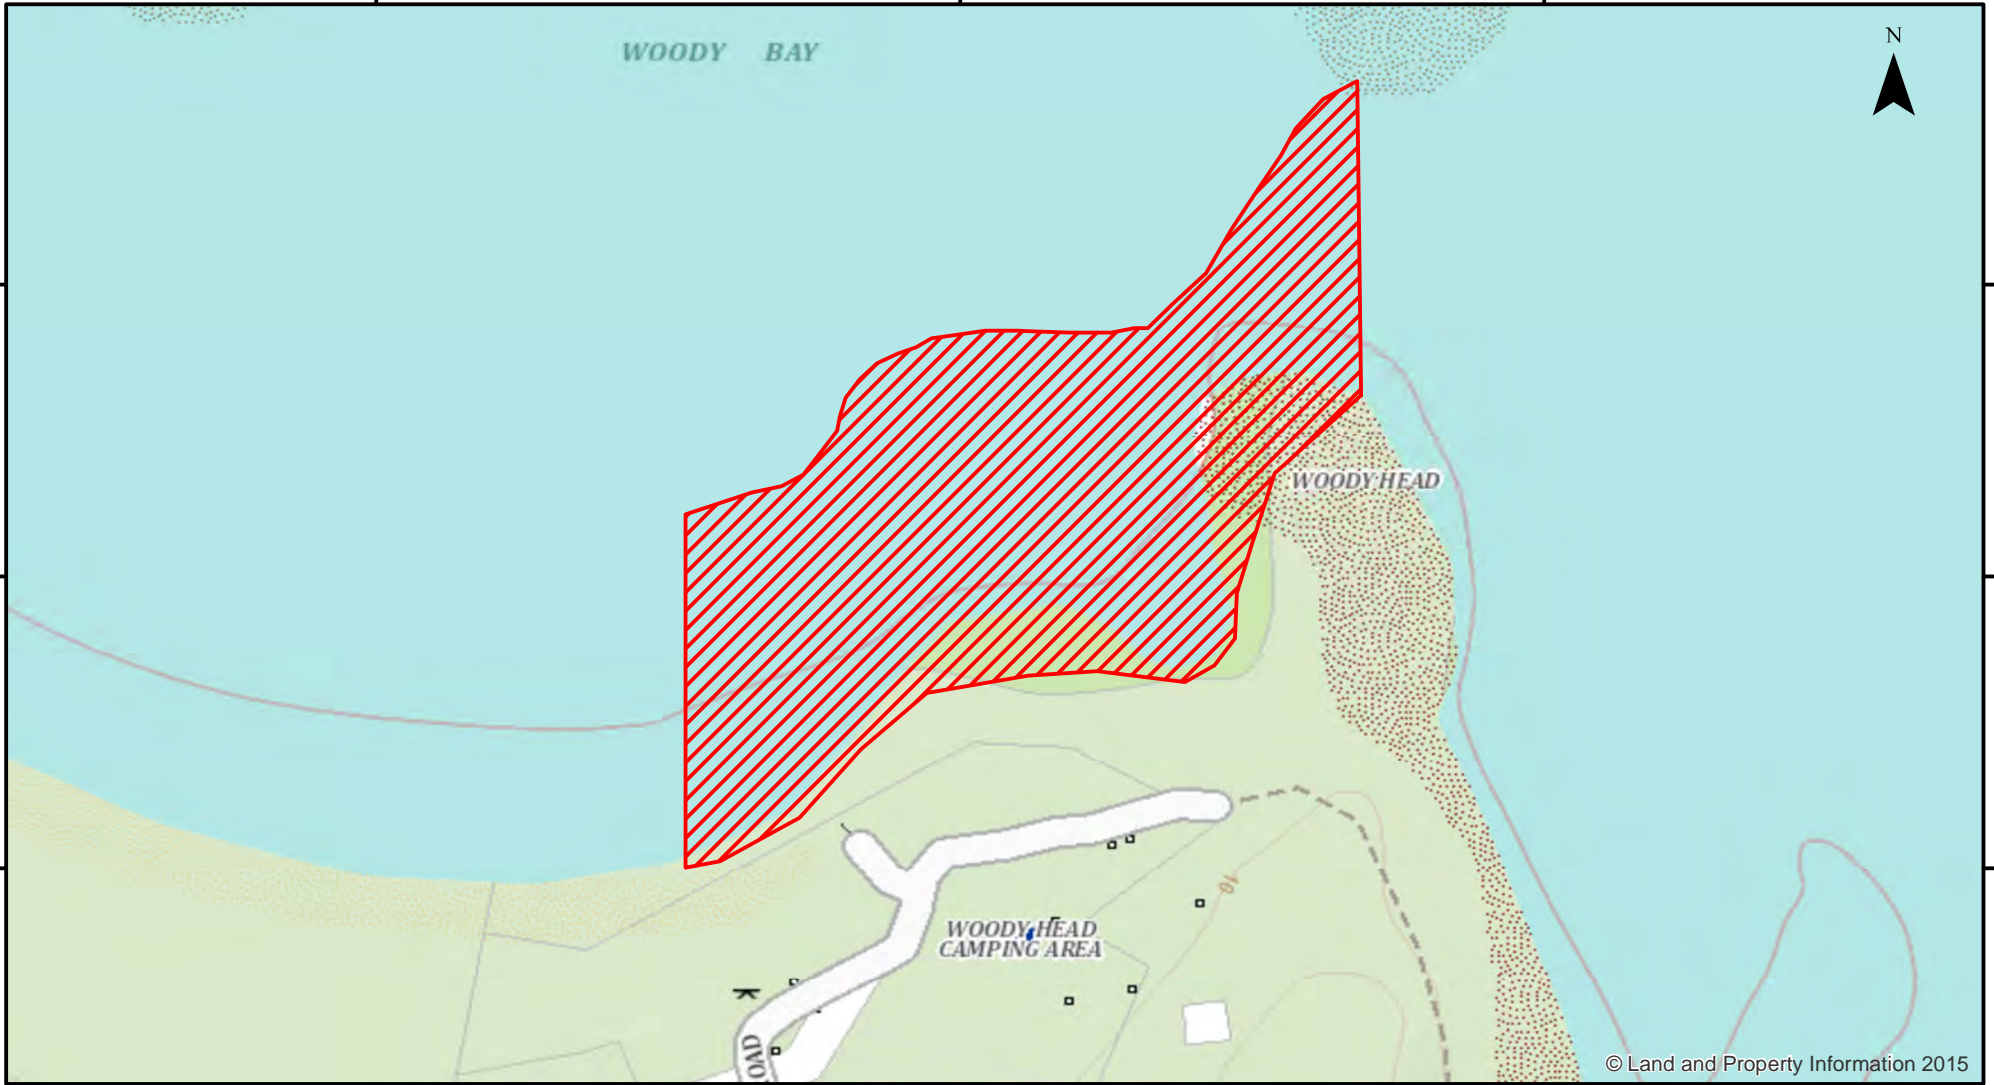 WOODY BAY
N
WOODY HEAD
10
WOODY HEAD
CAMPING AREA
© Land and Property Information 2015